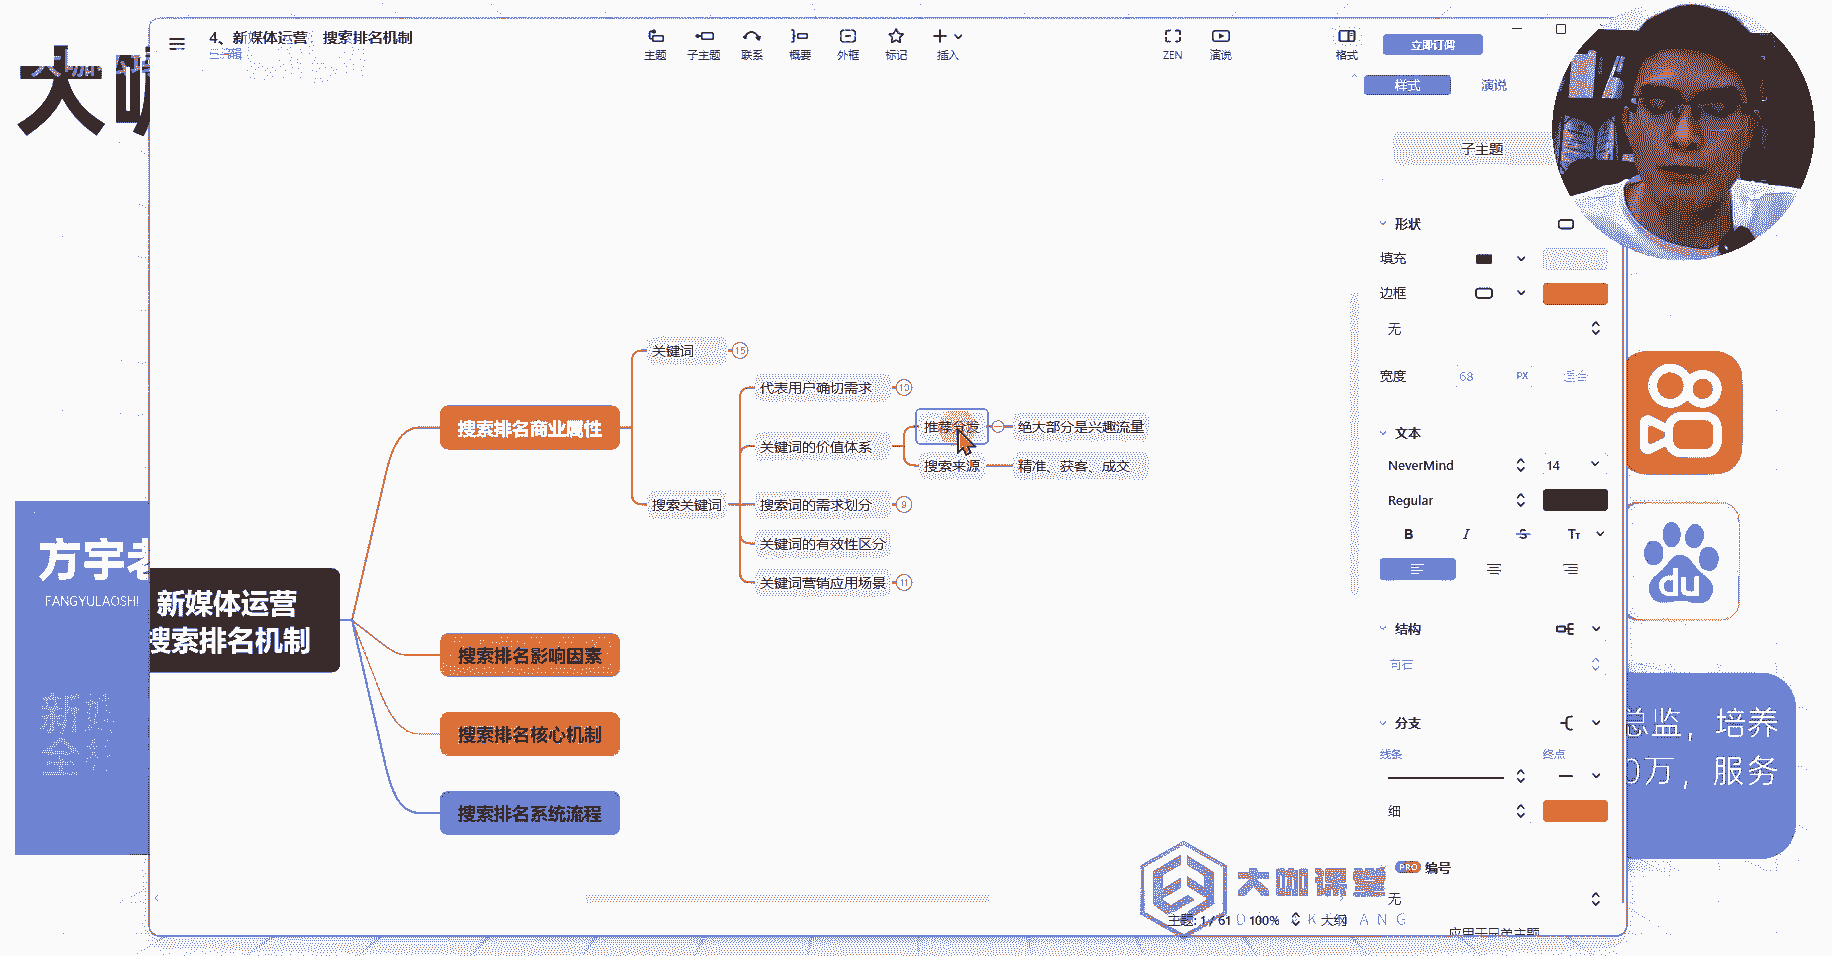 大咖
4、新媒体运营 搜索排名机制
已编辑
主题
子主题
联系
概要
外框
标记
插入
ZEN
演说
格式
立即订阅
样式
演说
子主题
形状
填充
边框
无
宽度
68
PX
文本
NeverMind
14
Regular
B
I
S
TT
结构
分支
线条
终点
细
PRO 编号
无
应用于兄弟主题
新媒体运营
搜索排名机制
搜索排名商业属性
搜索排名影响因素
搜索排名核心机制
搜索排名系统流程
关键词
15
搜索关键词
代表用户确切需求
10
关键词的价值体系
推荐分发
绝大部分是兴趣流量
搜索来源
精准、获客、成交
搜索词的需求划分
9
关键词的有效性区分
关键词营销应用场景
11
方宇老
FANGYULAOSHI
du
总监，培养
0万，服务
大咖课堂
主题: 1 / 61
100%
大纲